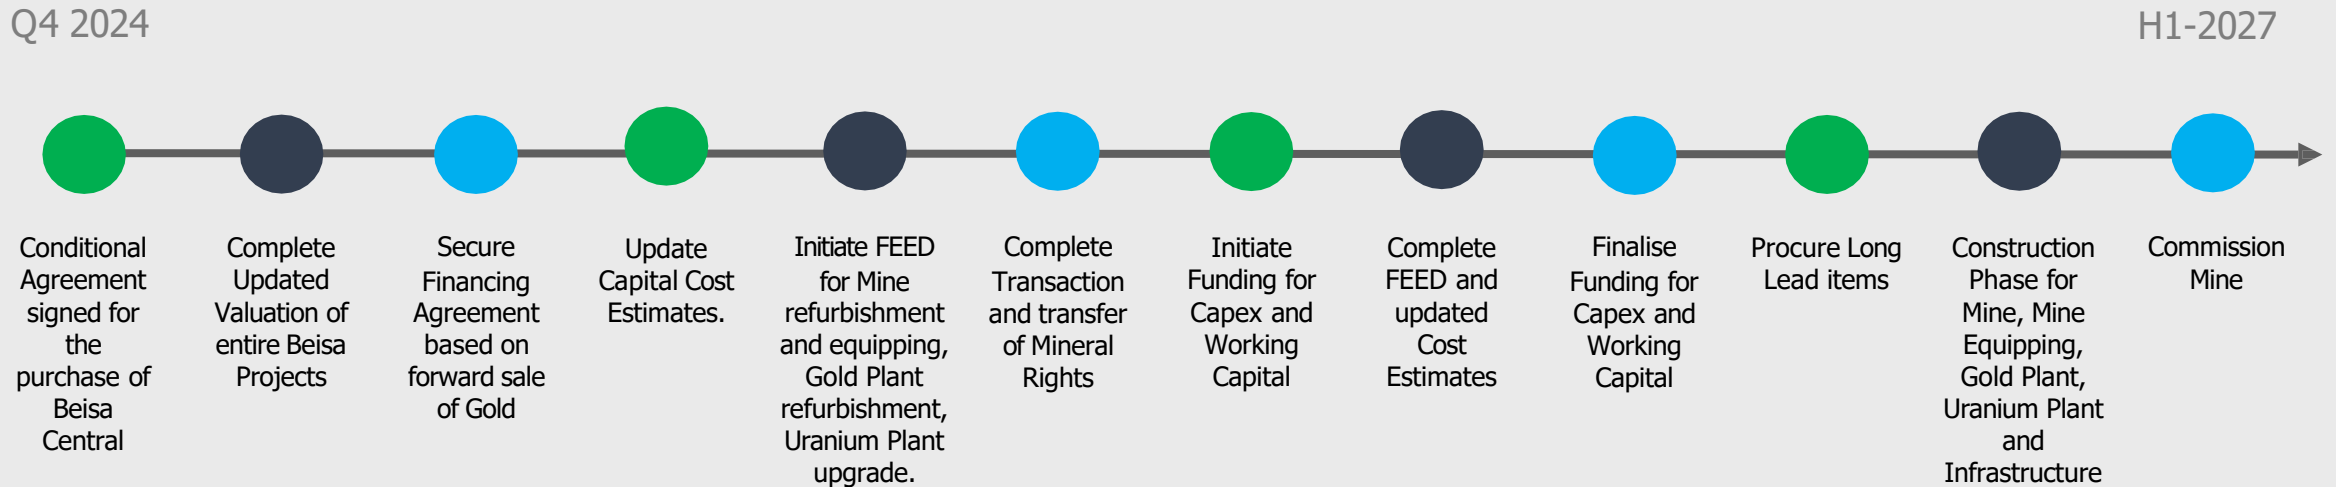 Q4 2024
H1-2027
Conditional
Agreement
signed for
the
purchase of
Beisa
Central
Complete
Updated
Valuation of
entire Beisa
Projects
Secure
Financing
Agreement
based on
forward sale
of Gold
Update
Capital Cost
Estimates.
Initiate FEED
for Mine
refurbishment
and equipping,
Gold Plant
refurbishment,
Uranium Plant
upgrade.
Complete
Transaction
and transfer
of Mineral
Rights
Initiate
Funding for
Capex and
Working
Capital
Complete
FEED and
updated
Cost
Estimates
Finalise
Funding for
Capex and
Working
Capital
Procure Long
Lead items
Construction
Phase for
Mine, Mine
Equipping,
Gold Plant,
Uranium Plant
and
Infrastructure
Commission
Mine